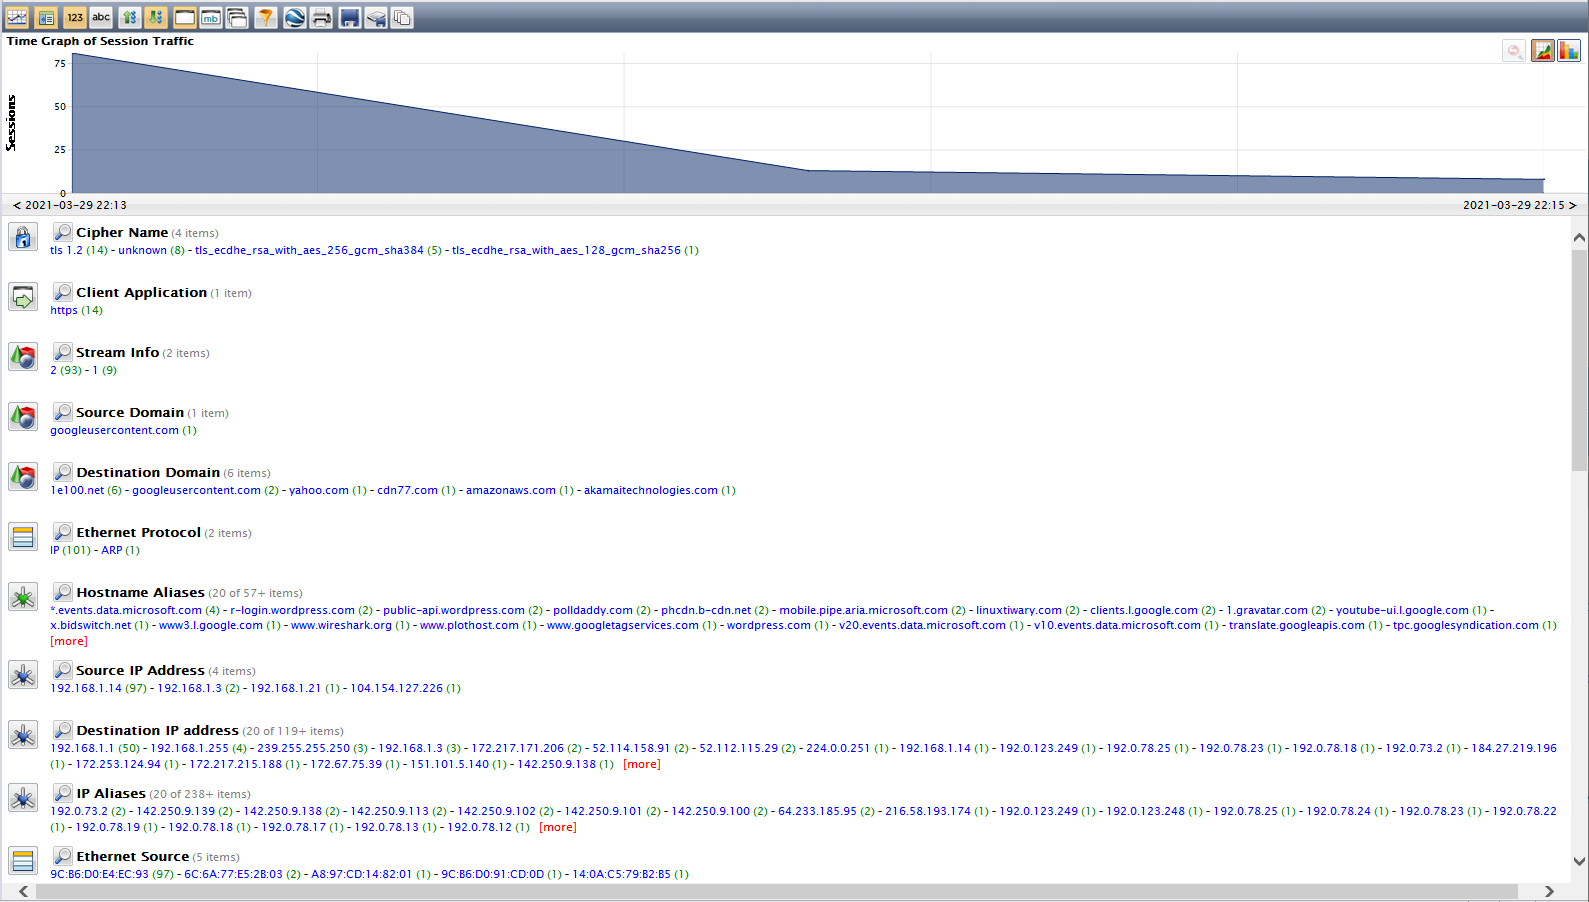 123 abc mb
Time Graph of Session Traffic
75
50
25
0
Sessions
< 2021-03-29 22:13 2021-03-29 22:15 >
Cipher Name (4 items)
tls 1.2 (14) - unknown (8) - tls_ecdhe_rsa_with_aes_256_gcm_sha384 (5) - tls_ecdhe_rsa_with_aes_128_gcm_sha256 (1)
Client Application (1 item)
https (14)
Stream Info (2 items)
2 (93) - 1 (9)
Source Domain (1 item)
googleusercontent.com (1)
Destination Domain (6 items)
1e100.net (6) - googleusercontent.com (2) - yahoo.com (1) - cdn77.com (1) - amazonaws.com (1) - akamaitechnologies.com (1)
Ethernet Protocol (2 items)
IP (101) - ARP (1)
Hostname Aliases (20 of 57+ items)
*.events.data.microsoft.com (4) - r-login.wordpress.com (2) - public-api.wordpress.com (2) - polldaddy.com (2) - phcdn.b-cdn.net (2) - mobile.pipe.aria.microsoft.com (2) - linuxtiwary.com (2) - clients.l.google.com (2) - 1.gravatar.com (2) - youtube-ui.l.google.com (1) -
x.bidswitch.net (1) - www3.l.google.com (1) - www.wireshark.org (1) - www.plothost.com (1) - www.googletagservices.com (1) - wordpress.com (1) - v20.events.data.microsoft.com (1) - v10.events.data.microsoft.com (1) - translate.googleapis.com (1) - tpc.googlesyndication.com (1)
[more]
Source IP Address (4 items)
192.168.1.14 (97) - 192.168.1.3 (2) - 192.168.1.21 (1) - 104.154.127.226 (1)
Destination IP address (20 of 119+ items)
192.168.1.1 (50) - 192.168.1.255 (4) - 239.255.255.250 (3) - 192.168.1.3 (3) - 172.217.171.206 (2) - 52.114.158.91 (2) - 52.112.115.29 (2) - 224.0.0.251 (1) - 192.168.1.14 (1) - 192.0.123.249 (1) - 192.0.78.25 (1) - 192.0.78.23 (1) - 192.0.78.18 (1) - 192.0.73.2 (1) - 184.27.219.196
(1) - 172.253.124.94 (1) - 172.217.215.188 (1) - 172.67.75.39 (1) - 151.101.5.140 (1) - 142.250.9.138 (1) [more]
IP Aliases (20 of 238+ items)
192.0.73.2 (2) - 142.250.9.139 (2) - 142.250.9.138 (2) - 142.250.9.113 (2) - 142.250.9.102 (2) - 142.250.9.101 (2) - 142.250.9.100 (2) - 64.233.185.95 (2) - 216.58.193.174 (1) - 192.0.123.249 (1) - 192.0.123.248 (1) - 192.0.78.25 (1) - 192.0.78.24 (1) - 192.0.78.23 (1) - 192.0.78.22
(1) - 192.0.78.19 (1) - 192.0.78.18 (1) - 192.0.78.17 (1) - 192.0.78.13 (1) - 192.0.78.12 (1) [more]
Ethernet Source (5 items)
9C:B6:D0:E4:EC:93 (97) - 6C:6A:77:E5:2B:03 (2) - A8:97:CD:14:82:01 (1) - 9C:B6:D0:91:CD:0D (1) - 14:0A:C5:79:B2:B5 (1)